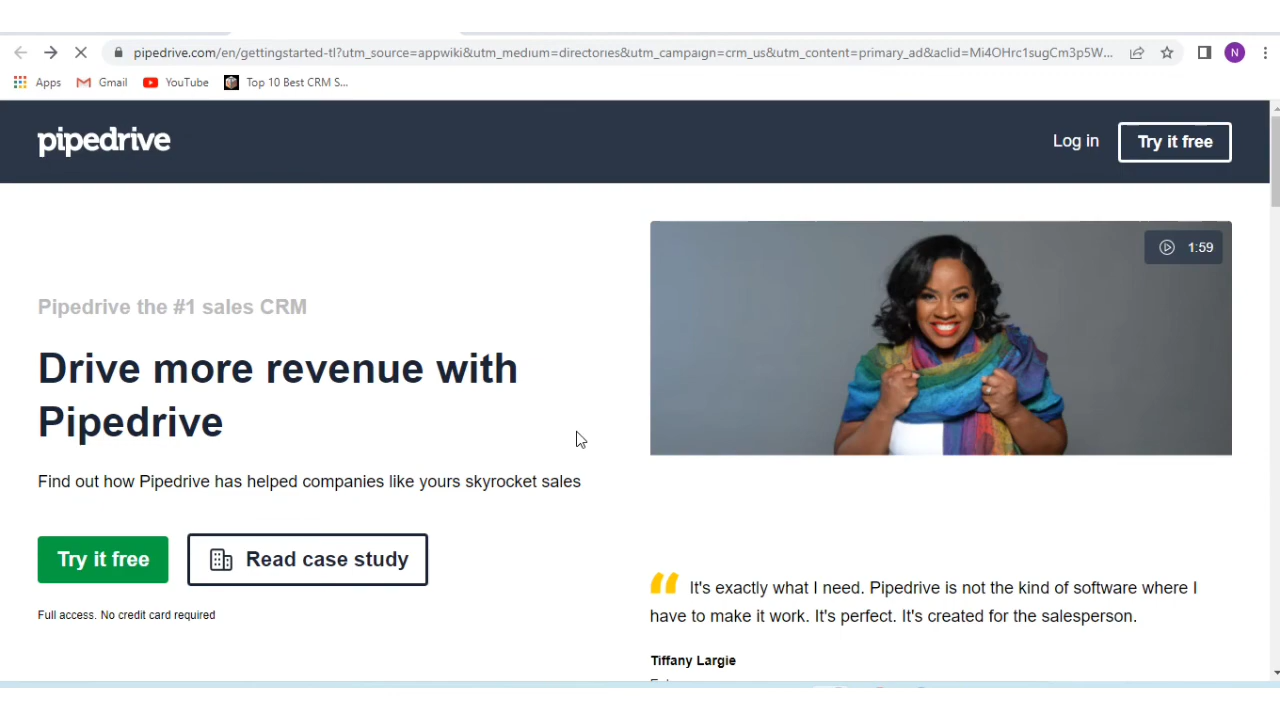 pipedrive.com/en/gettingstarted-tl?utm_source=appwiki&utm_medium=directories&utm_campaign=crm_us&utm_content=primary_ad&aclid=Mi4OHrc1sugCm3p5W...
N
Apps Gmail YouTube Top 10 Best CRM S...
pipedrive
Log in
Try it free
1:59
Pipedrive the #1 sales CRM
Drive more revenue with
Pipedrive
Find out how Pipedrive has helped companies like yours skyrocket sales
Try it free
Read case study
Full access. No credit card required
It's exactly what I need. Pipedrive is not the kind of software where I
have to make it work. It's perfect. It's created for the salesperson.
Tiffany Largie